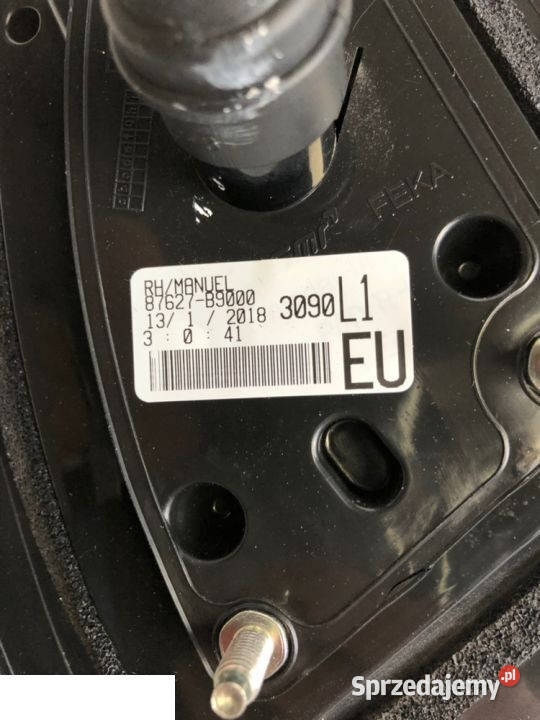 FEKA
RH/MANUEL
87627-B9000
13/ 1 / 2018 3090 L1
3 : 0 : 41
EU
Sprzedajemy.pl